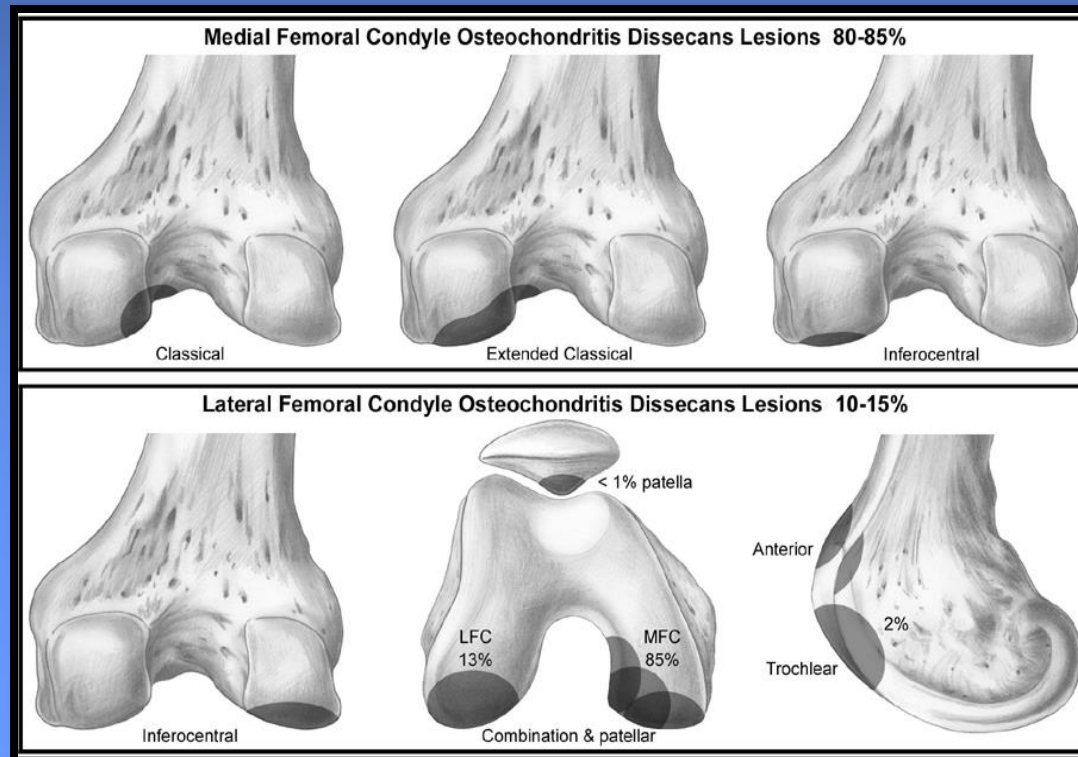 Medial Femoral Condyle Osteochondritis Dissecans Lesions 80-85%
Classical
Extended Classical
Inferocentral
Lateral Femoral Condyle Osteochondritis Dissecans Lesions 10-15%
Inferocentral
< 1% patella
LFC
13%
MFC
85%
Combination & patellar
Anterior
2%
Trochlear